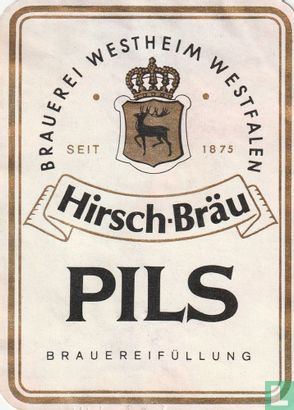 BRAUEREI WESTHEIM WESTFALEN
SEIT 1875
Hirsch·Bräu
PILS
BRAUEREIFÜLLUNG